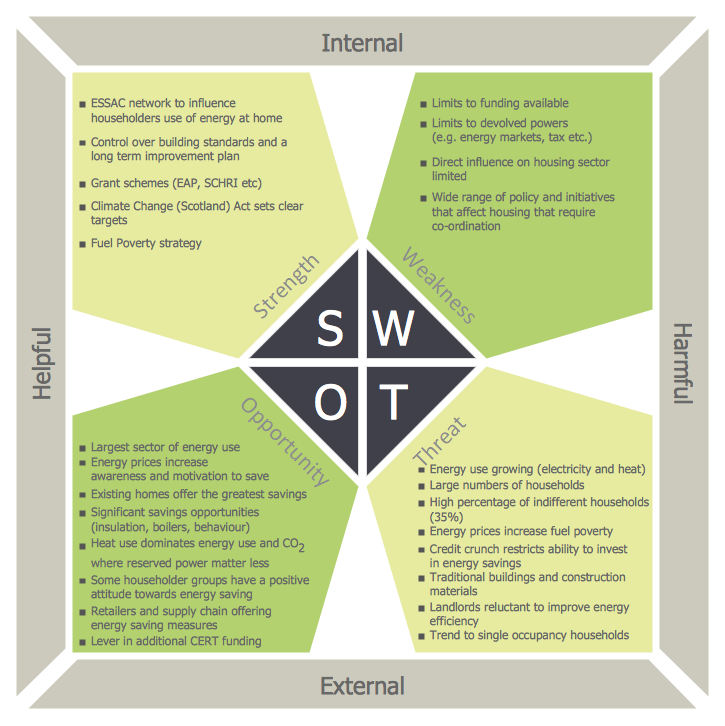 Internal
ESSAC network to influence
householders use of energy at home
Control over building standards and a
long term improvement plan
Grant schemes (EAP, SCHRI etc)
Climate Change (Scotland) Act sets clear
targets
Fuel Poverty strategy
Strength
Limits to funding available
Limits to devolved powers
(e.g. energy markets, tax etc.)
Direct influence on housing sector
limited
Wide range of policy and initiatives
that affect housing that require
co-ordination
Weakness
Helpful
S
W
O
T
Harmful
Opportunity
Largest sector of energy use
Energy prices increase
awareness and motivation to save
Existing homes offer the greatest savings
Significant savings opportunities
(insulation, boilers, behaviour)
Heat use dominates energy use and CO2
where reserved power matter less
Some householder groups have a positive
attitude towards energy saving
Retailers and supply chain offering
energy saving measures
Lever in additional CERT funding
Threat
Energy use growing (electricity and heat)
Large numbers of households
High percentage of indifferent households
(35%)
Energy prices increase fuel poverty
Credit crunch restricts ability to invest
in energy savings
Traditional buildings and construction
materials
Landlords reluctant to improve energy
efficiency
Trend to single occupancy households
External